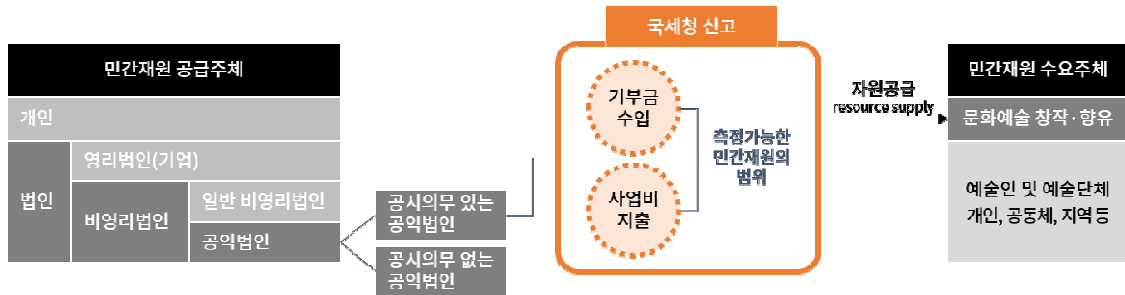 국세청 신고
민간재원 공급주체
개인
법인
영리법인(기업)
비영리법인
일반 비영리법인
공익법인
공시의무 있는
공익법인
공시의무 없는
공익법인
기부금
수입
사업비
지출
측정가능한
민간재원의
범위
자원공급
resource supply
민간재원 수요주체
문화예술 창작·향유
예술인 및 예술단체
개인, 공동체, 지역 등